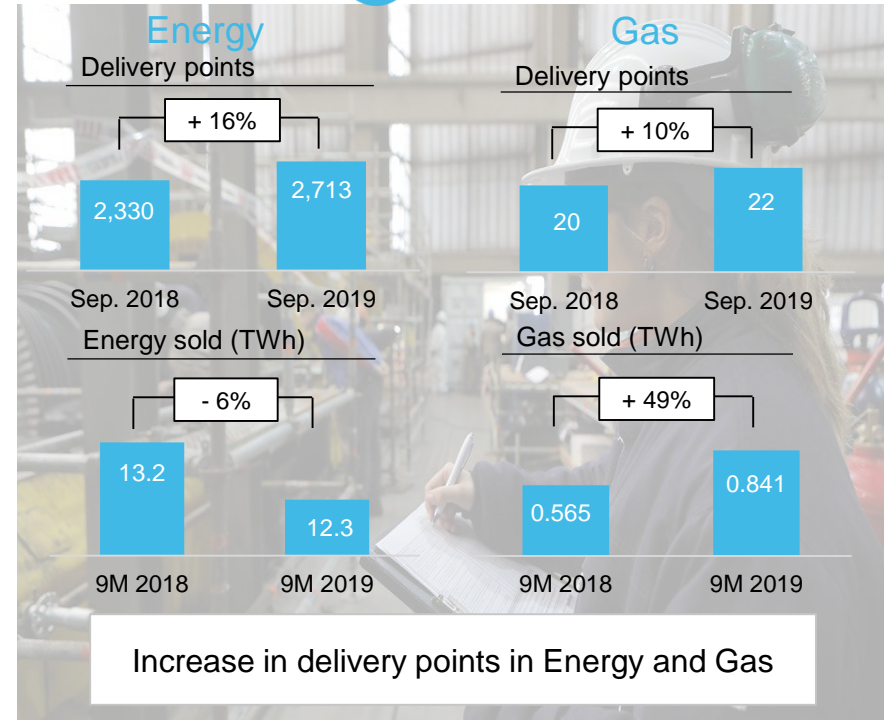 Energy
Delivery points
+ 16%
2,330
2,713
Sep. 2018
Sep. 2019
Energy sold (TWh)
- 6%
13.2
12.3
9M 2018
9M 2019
Gas
Delivery points
+ 10%
20
22
Sep. 2018
Sep. 2019
Gas sold (TWh)
+ 49%
0.565
0.841
9M 2018
9M 2019
Increase in delivery points in Energy and Gas